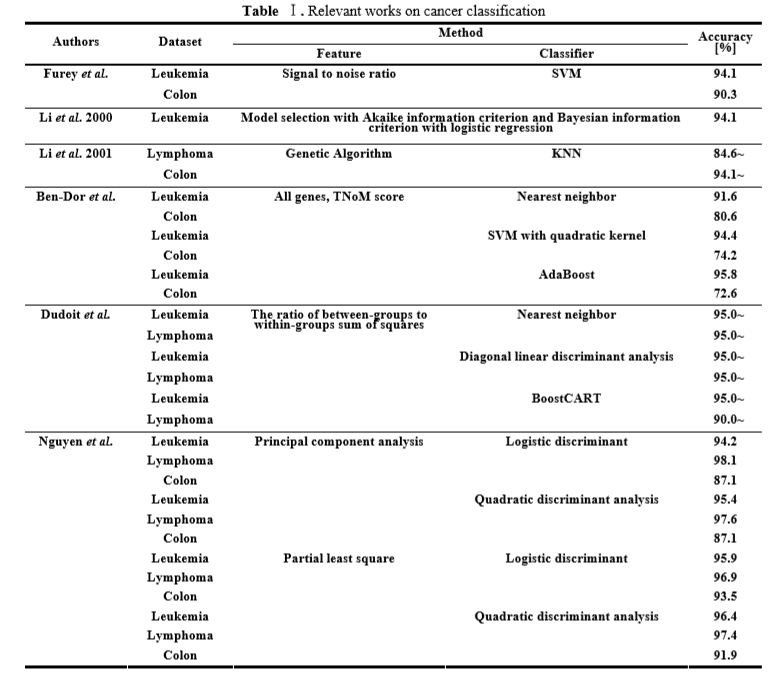 Table Ⅰ. Relevant works on cancer classification
Authors Dataset Method Accuracy [%]
Feature Classifier
Furey et al. Leukemia Signal to noise ratio SVM 94.1
Colon 90.3
Li et al. 2000 Leukemia Model selection with Akaike information criterion and Bayesian information 94.1
criterion with logistic regression
Li et al. 2001 Lymphoma Genetic Algorithm KNN 84.6~
Colon 94.1~
Ben-Dor et al. Leukemia All genes, TNoM score Nearest neighbor 91.6
Colon 80.6
Leukemia SVM with quadratic kernel 94.4
Colon 74.2
Leukemia AdaBoost 95.8
Colon 72.6
Dudoit et al. Leukemia The ratio of between-groups to Nearest neighbor 95.0~
within-groups sum of squares
Lymphoma 95.0~
Leukemia Diagonal linear discriminant analysis 95.0~
Lymphoma 95.0~
Leukemia BoostCART 95.0~
Lymphoma 90.0~
Nguyen et al. Leukemia Principal component analysis Logistic discriminant 94.2
Lymphoma 98.1
Colon 87.1
Leukemia Quadratic discriminant analysis 95.4
Lymphoma 97.6
Colon 87.1
Leukemia Partial least square Logistic discriminant 95.9
Lymphoma 96.9
Colon 93.5
Leukemia Quadratic discriminant analysis 96.4
Lymphoma 97.4
Colon 91.9